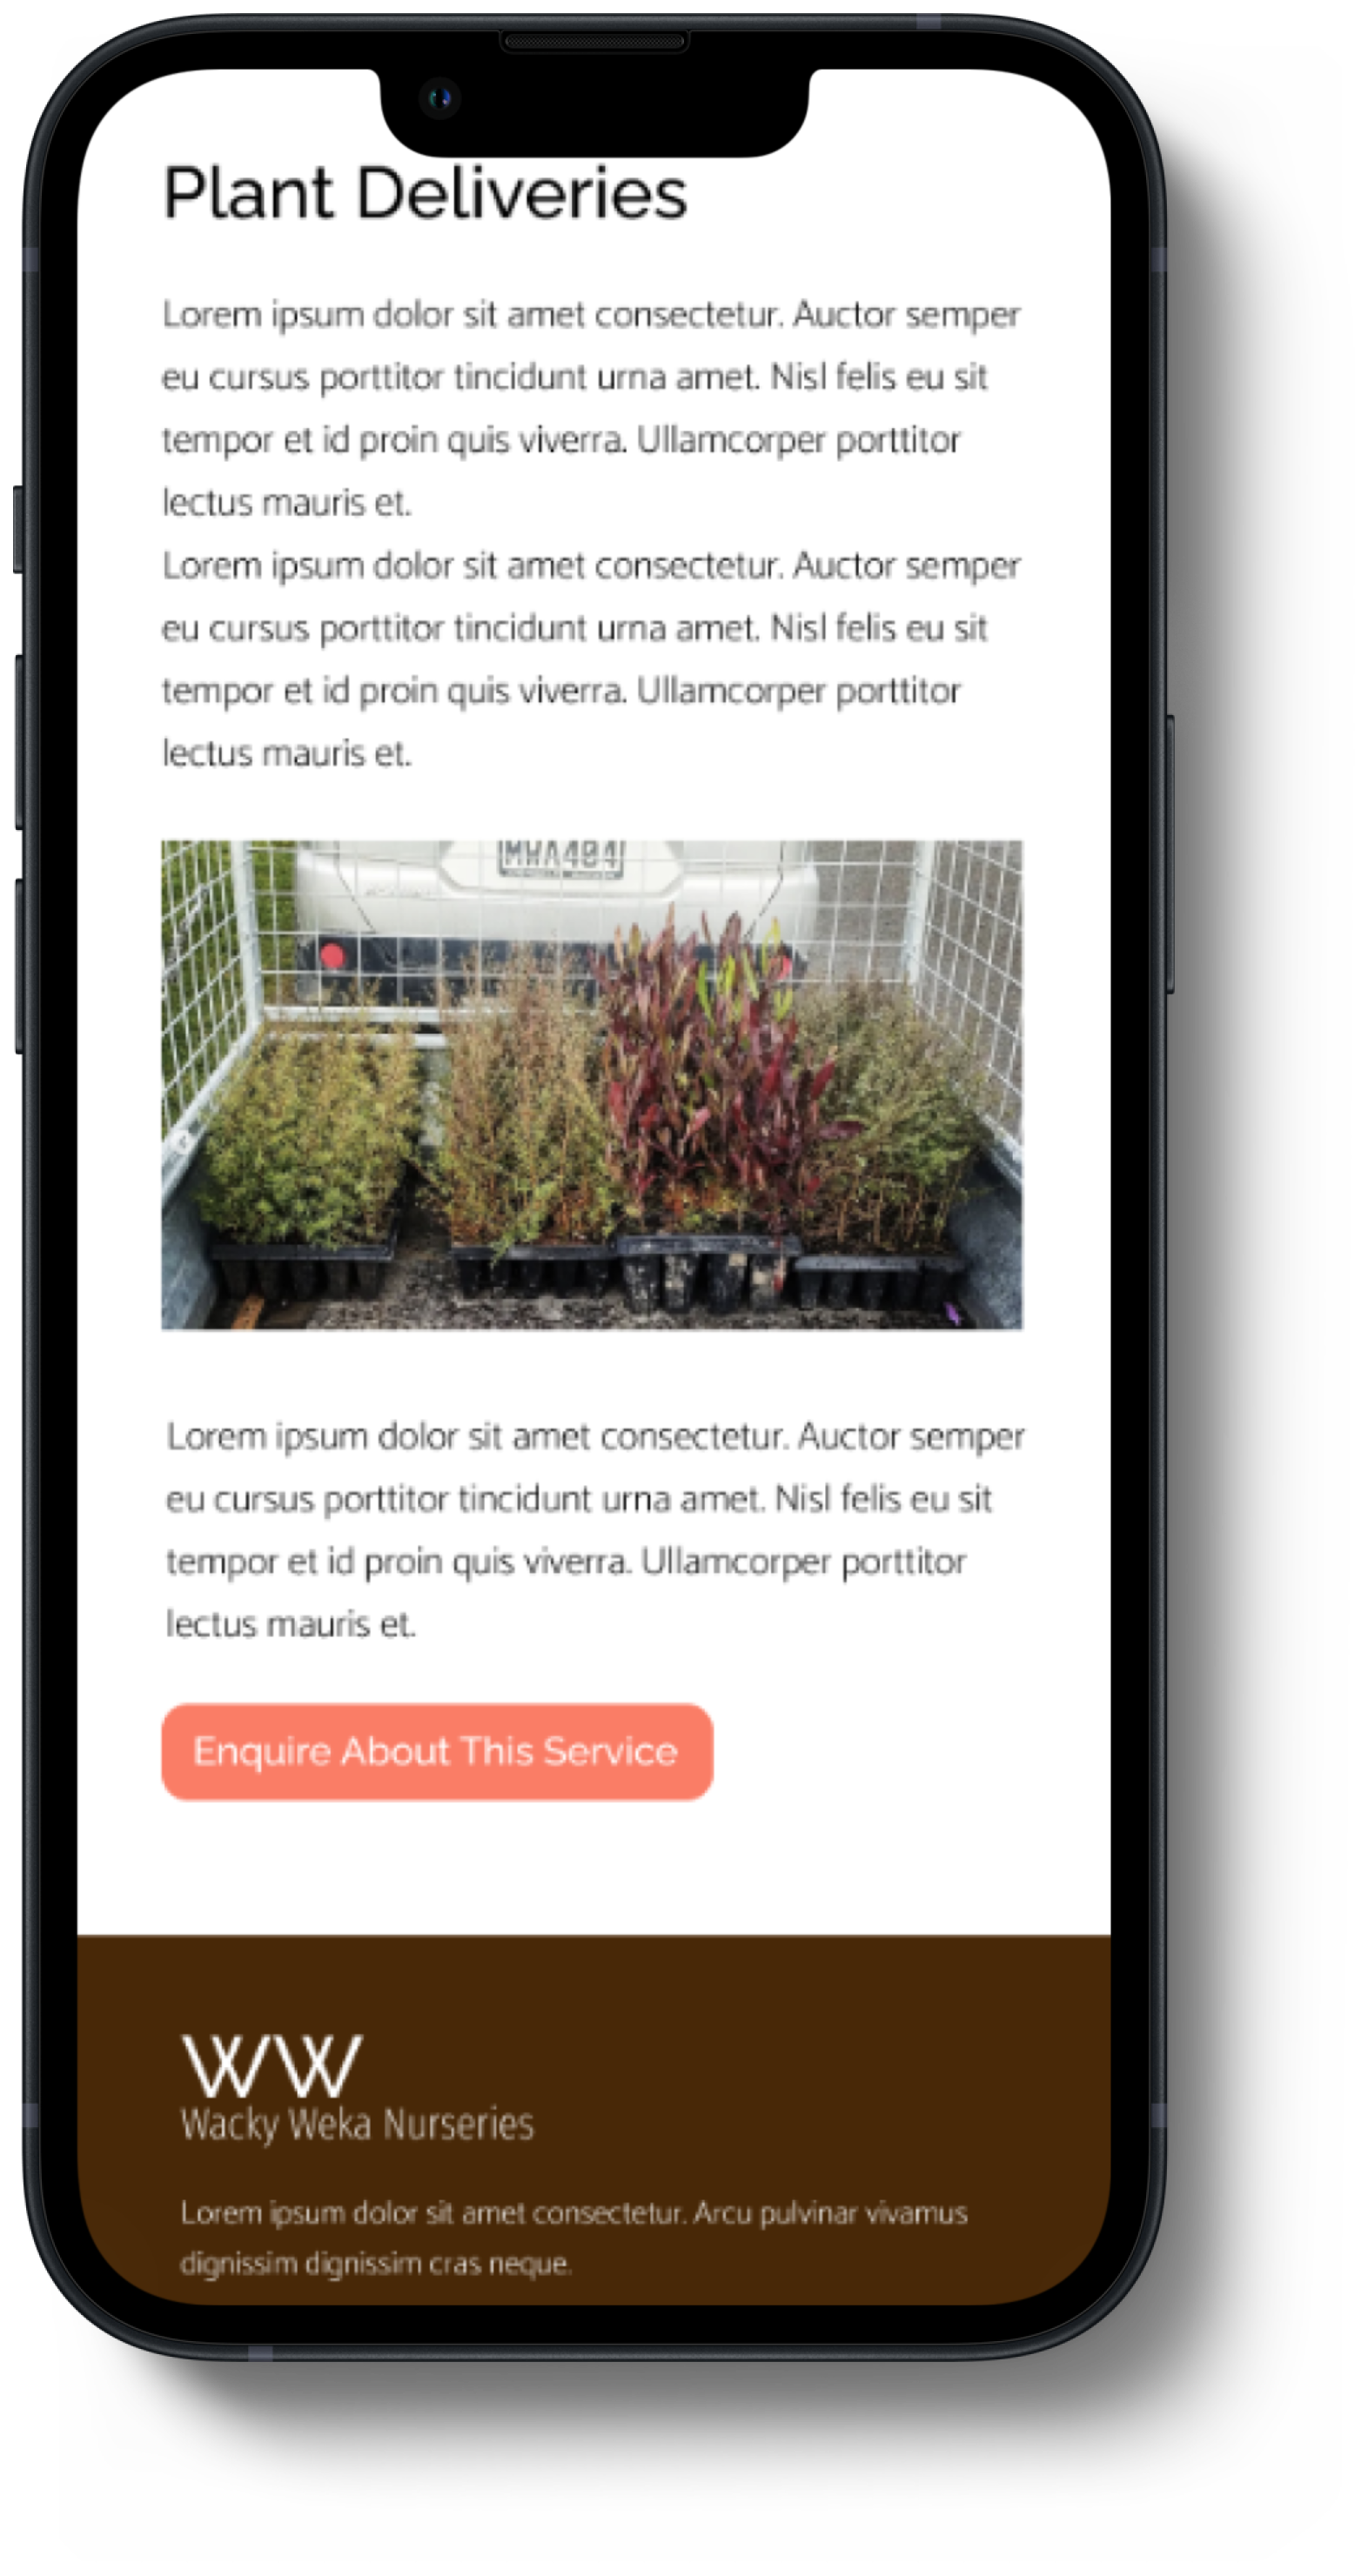 Plant Deliveries
Lorem ipsum dolor sit amet consectetur. Auctor semper
eu cursus porttitor tincidunt urna amet. Nisl felis eu sit
tempor et id proin quis viverra. Ullamcorper porttitor
lectus mauris et.
Lorem ipsum dolor sit amet consectetur. Auctor semper
eu cursus porttitor tincidunt urna amet. Nisl felis eu sit
tempor et id proin quis viverra. Ullamcorper porttitor
lectus mauris et.
Lorem ipsum dolor sit amet consectetur. Auctor semper
eu cursus porttitor tincidunt urna amet. Nisl felis eu sit
tempor et id proin quis viverra. Ullamcorper porttitor
lectus mauris et.
Enquire About This Service
WW
Wacky Weka Nurseries
Lorem ipsum dolor sit amet consectetur. Arcu pulvinar vivamus
dignissim dignissim cras neque.